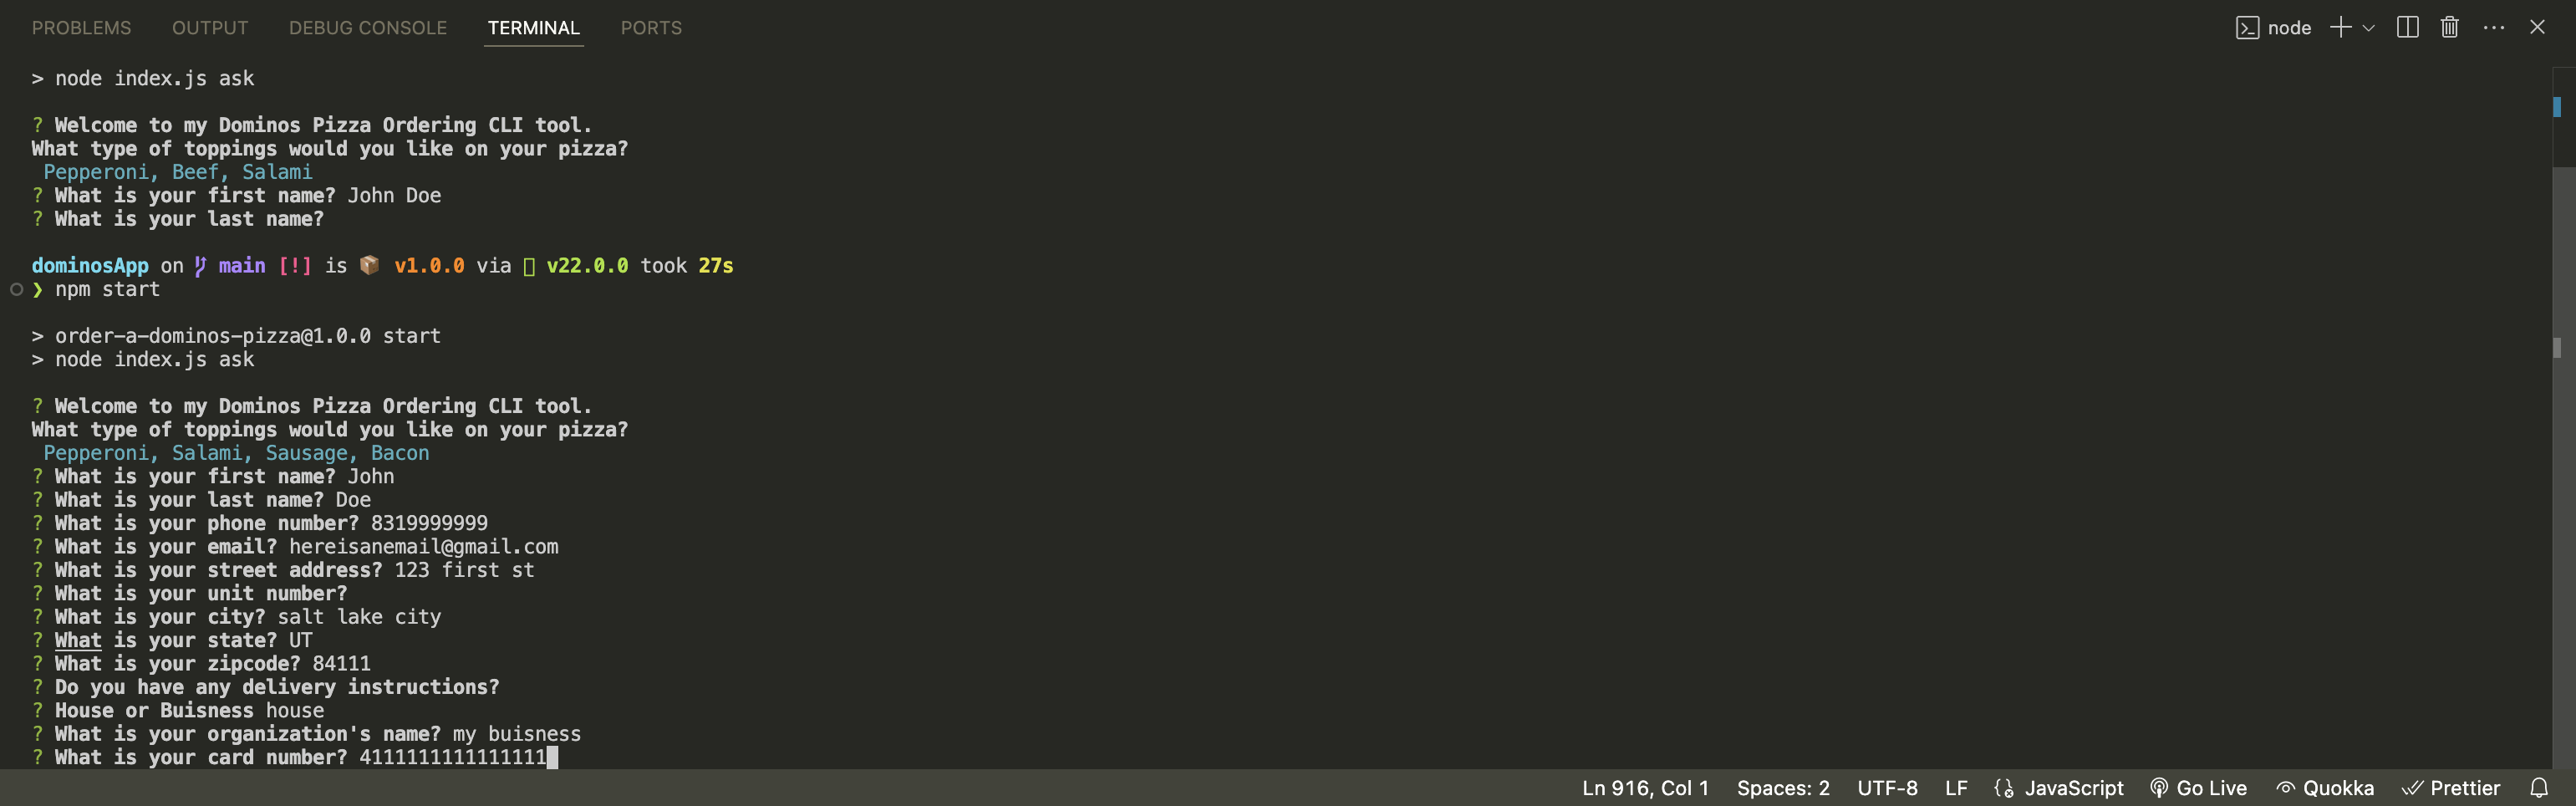 PROBLEMS OUTPUT DEBUG CONSOLE TERMINAL PORTS node
> node index.js ask
? Welcome to my Dominos Pizza Ordering CLI tool.
What type of toppings would you like on your pizza?
Pepperoni, Beef, Salami
? What is your first name? John Doe
? What is your last name?
dominosApp on main [!] is 📦 v1.0.0 via v22.0.0 took 27s
❯ npm start
> order-a-dominos-pizza@1.0.0 start
> node index.js ask
? Welcome to my Dominos Pizza Ordering CLI tool.
What type of toppings would you like on your pizza?
Pepperoni, Salami, Sausage, Bacon
? What is your first name? John
? What is your last name? Doe
? What is your phone number? 8319999999
? What is your email? hereisanemail@gmail.com
? What is your street address? 123 first st
? What is your unit number?
? What is your city? salt lake city
? What is your state? UT
? What is your zipcode? 84111
? Do you have any delivery instructions?
? House or Buisness house
? What is your organization's name? my buisness
? What is your card number? 4111111111111111
Ln 916, Col 1 Spaces: 2 UTF-8 LF JavaScript Go Live Quokka Prettier